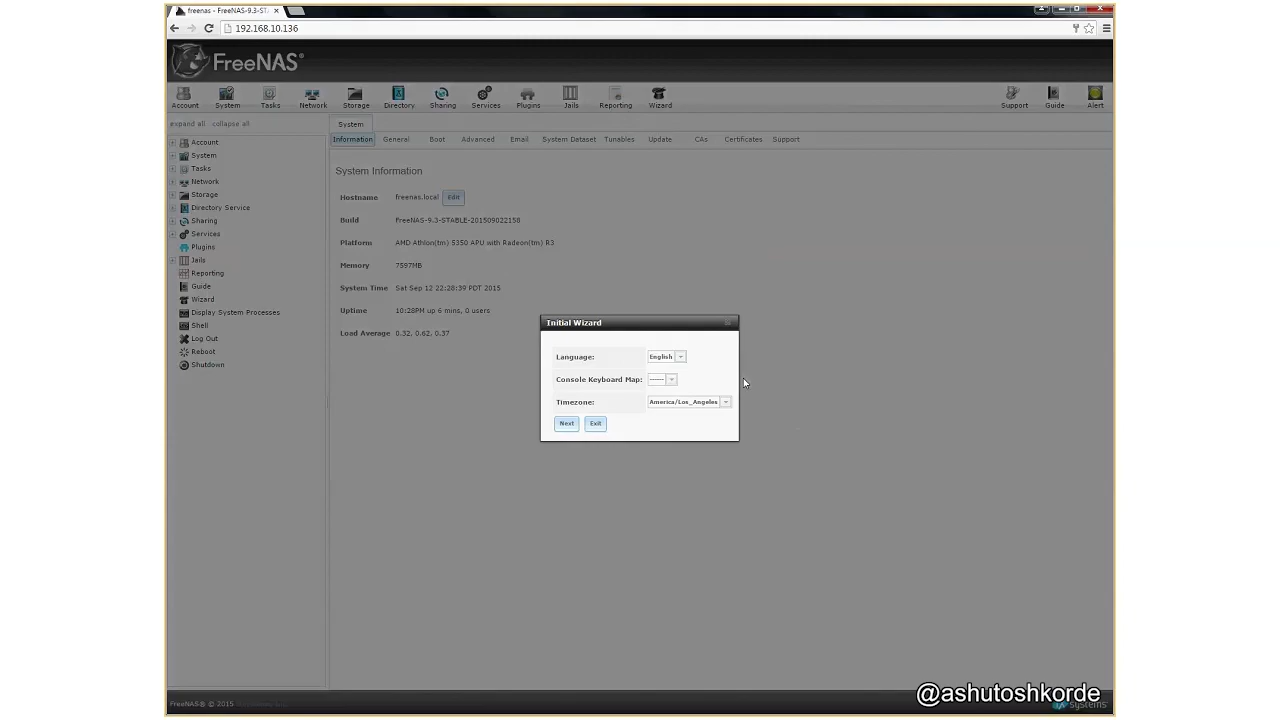 freenas - FreeNAS-9.3-ST
192.168.10.136
FreeNAS®
Account System Tasks Network Storage Directory Sharing Services Plugins Jails Reporting Wizard Support Guide Alert
expand all collapse all
System
Information General Boot Advanced Email System Dataset Tunables Update CAs Certificates Support
Account
System
Tasks
Network
Storage
Directory Service
Sharing
Services
Plugins
Jails
Reporting
Guide
Wizard
Display System Processes
Shell
Log Out
Reboot
Shutdown
System Information
Hostname freenas.local Edit
Build FreeNAS-9.3-STABLE-201509022158
Platform AMD Athlon(tm) 5350 APU with Radeon(tm) R3
Memory 7597MB
System Time Sat Sep 12 22:28:39 PDT 2015
Uptime 10:28PM up 6 mins, 0 users
Load Average 0.32, 0.62, 0.37
Initial Wizard
Language: English
Console Keyboard Map: ------
Timezone: America/Los_Angeles
Next Exit
FreeNAS® © 2015
@ashutoshkorde
systems